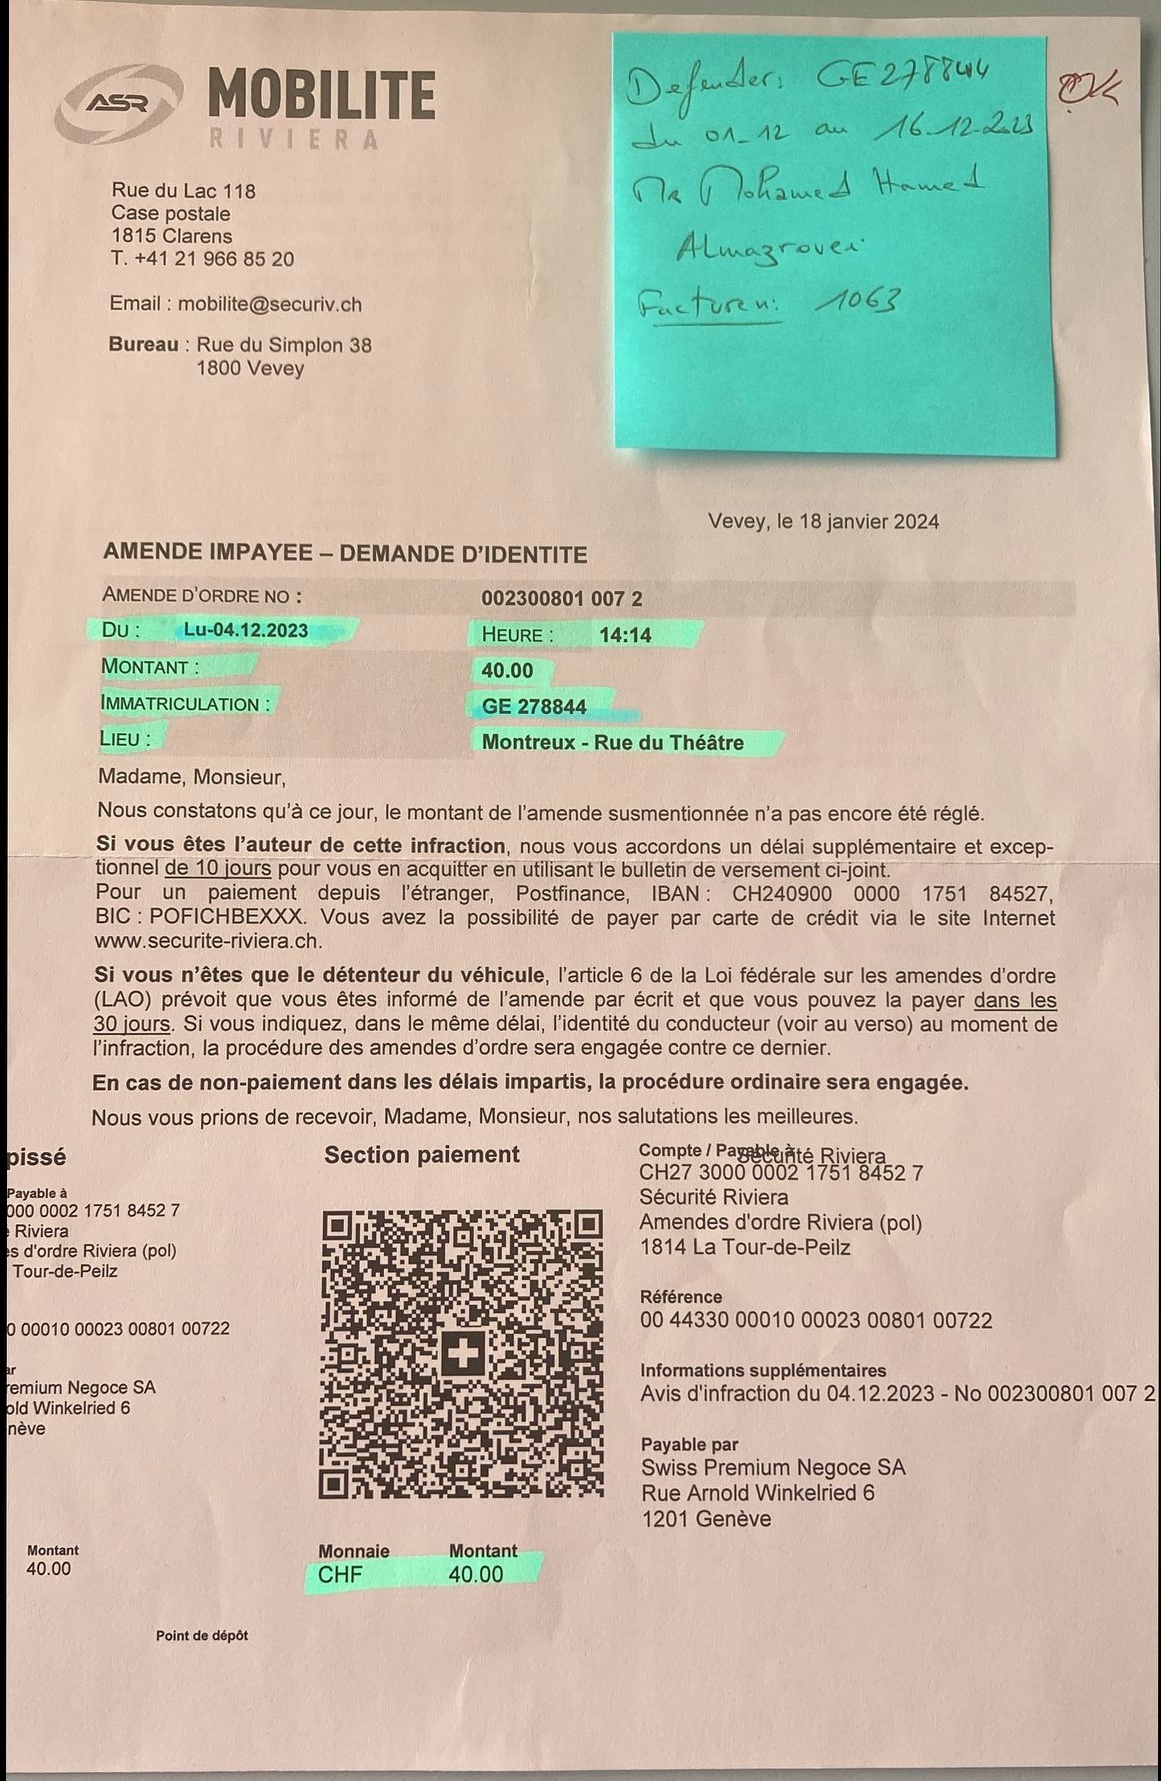 ASR
MOBILITE
RIVIERA
Rue du Lac 118
Case postale
1815 Clarens
T. +41 21 966 85 20
Email : mobilite@securiv.ch
Bureau : Rue du Simplon 38
1800 Vevey
Defender: GE278844
du 01-12 au 16-12-2023
Mr Mohamed Hamed
Almazrouei
Facture n: 1063
OK
Vevey, le 18 janvier 2024
AMENDE IMPAYEE – DEMANDE D'IDENTITE
AMENDE D'ORDRE NO : 002300801 007 2
DU : Lu-04.12.2023 HEURE : 14:14
MONTANT : 40.00
IMMATRICULATION : GE 278844
LIEU : Montreux - Rue du Théâtre
Madame, Monsieur,
Nous constatons qu'à ce jour, le montant de l'amende susmentionnée n'a pas encore été réglé.
Si vous êtes l'auteur de cette infraction, nous vous accordons un délai supplémentaire et excep-
tionnel de 10 jours pour vous en acquitter en utilisant le bulletin de versement ci-joint.
Pour un paiement depuis l'étranger, Postfinance, IBAN : CH240900 0000 1751 84527,
BIC : POFICHBEXXX. Vous avez la possibilité de payer par carte de crédit via le site Internet
www.securite-riviera.ch.
Si vous n'êtes que le détenteur du véhicule, l'article 6 de la Loi fédérale sur les amendes d'ordre
(LAO) prévoit que vous êtes informé de l'amende par écrit et que vous pouvez la payer dans les
30 jours. Si vous indiquez, dans le même délai, l'identité du conducteur (voir au verso) au moment de
l'infraction, la procédure des amendes d'ordre sera engagée contre ce dernier.
En cas de non-paiement dans les délais impartis, la procédure ordinaire sera engagée.
Nous vous prions de recevoir, Madame, Monsieur, nos salutations les meilleures.
Sécurité Riviera
pissé
Payable à
000 0002 1751 8452 7
Riviera
es d'ordre Riviera (pol)
Tour-de-Peilz
0 00010 00023 00801 00722
ar
remium Negoce SA
old Winkelried 6
nève
Montant
40.00
Point de dépôt
Section paiement
Monnaie Montant
CHF 40.00
Compte / Payable à
CH27 3000 0002 1751 8452 7
Sécurité Riviera
Amendes d'ordre Riviera (pol)
1814 La Tour-de-Peilz
Référence
00 44330 00010 00023 00801 00722
Informations supplémentaires
Avis d'infraction du 04.12.2023 - No 002300801 007 2
Payable par
Swiss Premium Negoce SA
Rue Arnold Winkelried 6
1201 Genève